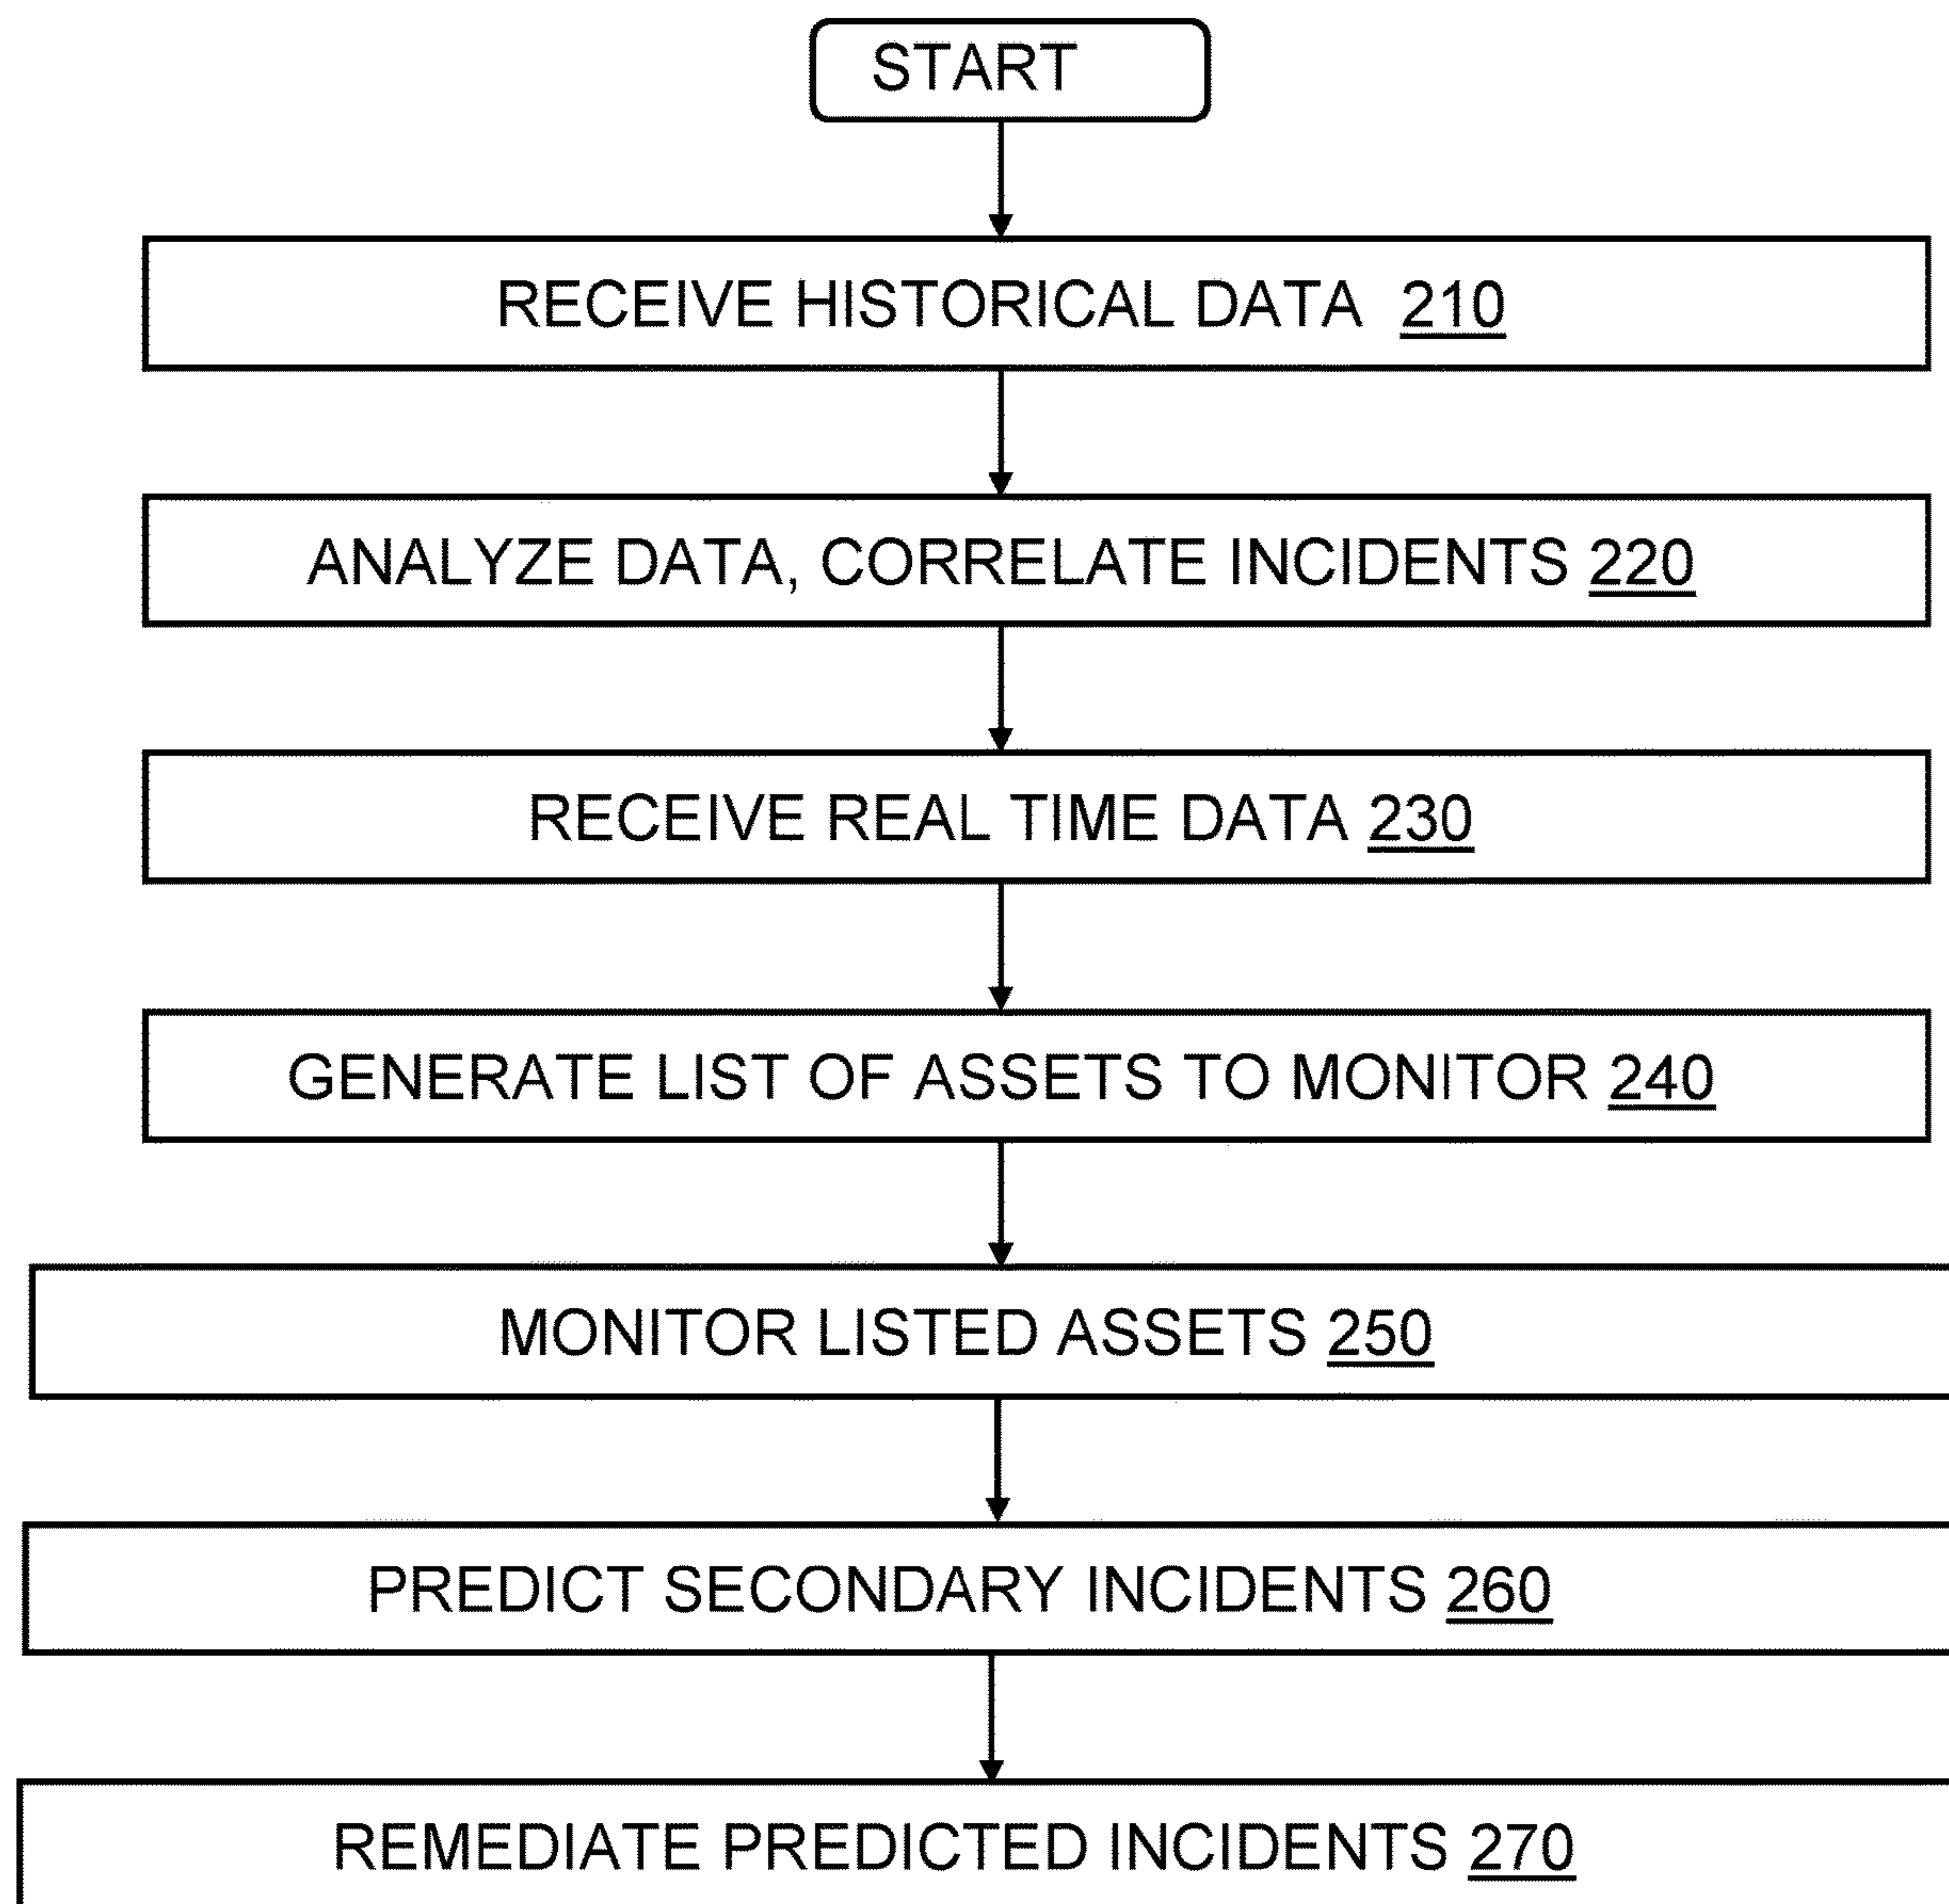 START
RECEIVE HISTORICAL DATA 210
ANALYZE DATA, CORRELATE INCIDENTS 220
RECEIVE REAL TIME DATA 230
GENERATE LIST OF ASSETS TO MONITOR 240
MONITOR LISTED ASSETS 250
PREDICT SECONDARY INCIDENTS 260
REMEDIATE PREDICTED INCIDENTS 270